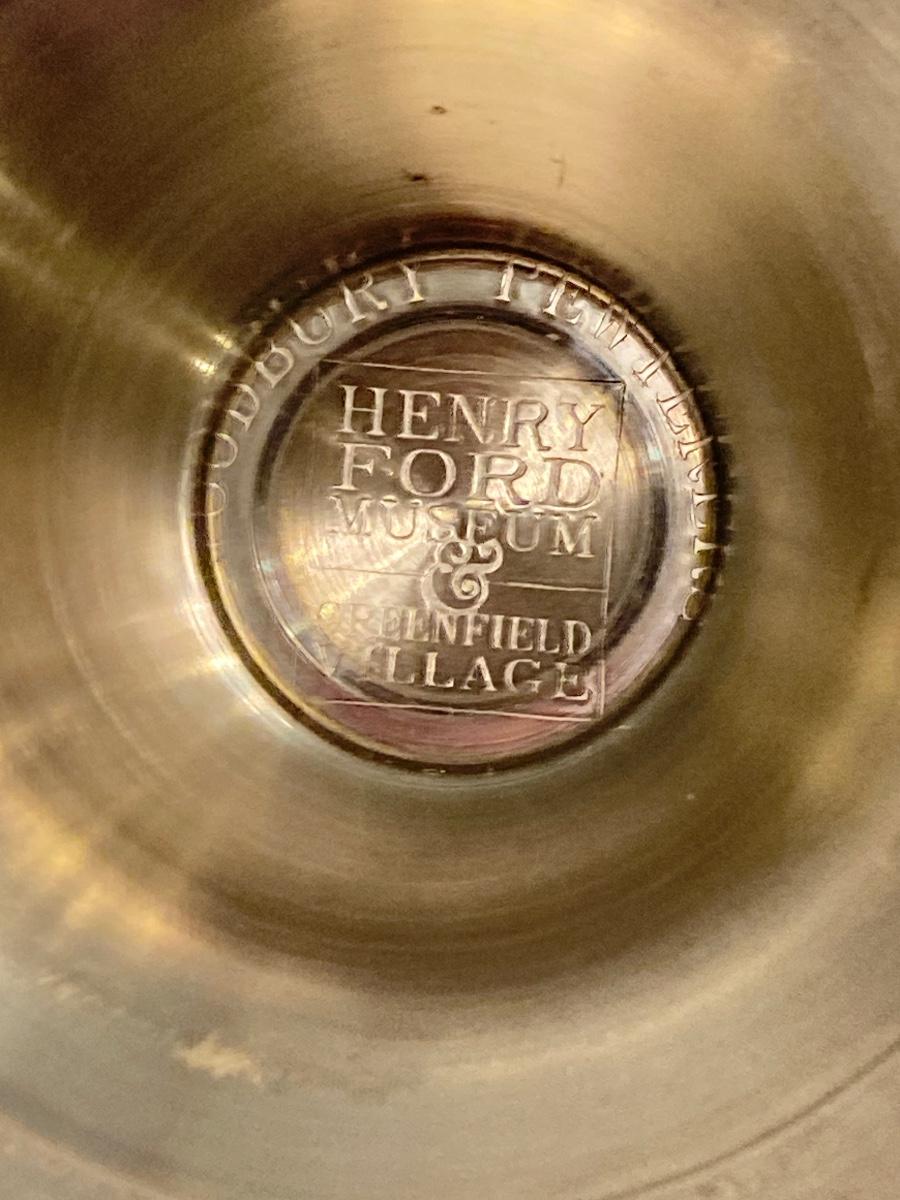 WOODBURY PEWTERERS
HENRY
FORD
MUSEUM
&
GREENFIELD
VILLAGE